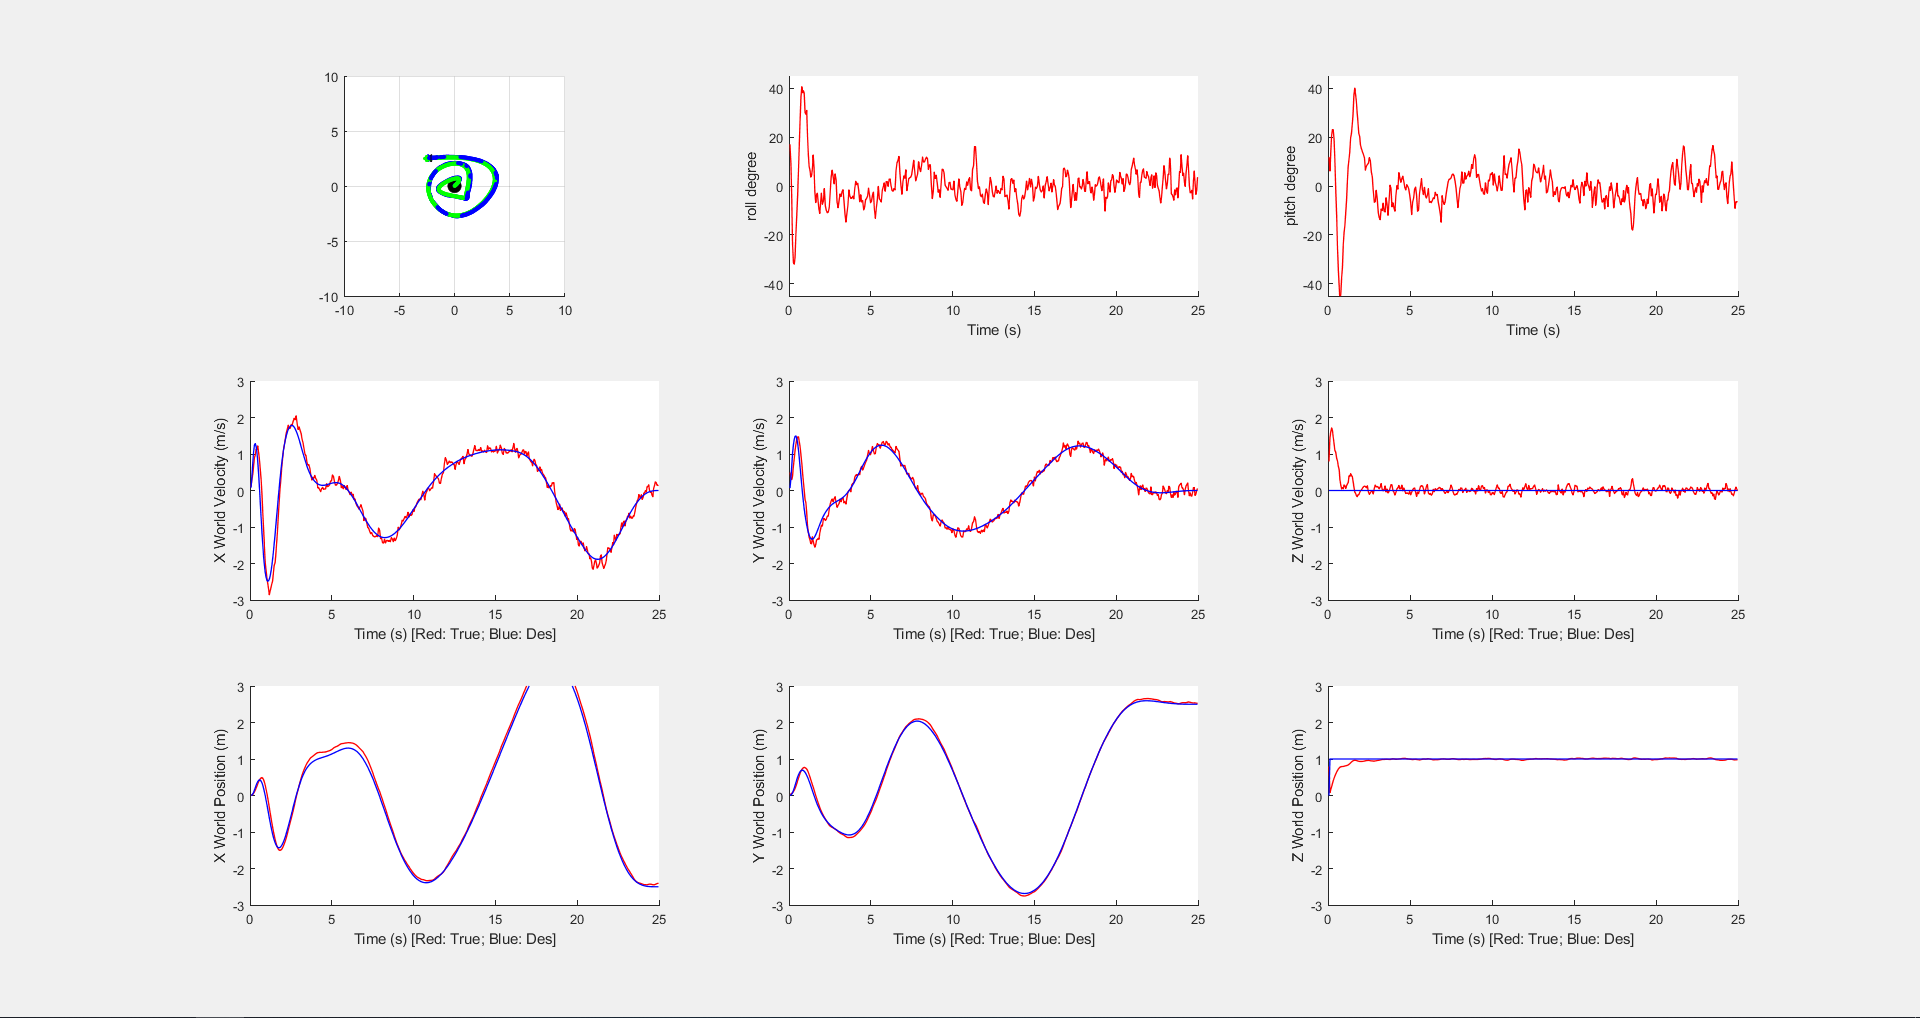 10
5
0
-5
-10
-10 -5 0 5 10
roll degree
40
20
0
-20
-40
0 5 10 15 20 25
Time (s)
pitch degree
40
20
0
-20
-40
0 5 10 15 20 25
Time (s)
X World Velocity (m/s)
3
2
1
0
-1
-2
-3
0 5 10 15 20 25
Time (s) [Red: True; Blue: Des]
Y World Velocity (m/s)
3
2
1
0
-1
-2
-3
0 5 10 15 20 25
Time (s) [Red: True; Blue: Des]
Z World Velocity (m/s)
3
2
1
0
-1
-2
-3
0 5 10 15 20 25
Time (s) [Red: True; Blue: Des]
X World Position (m)
3
2
1
0
-1
-2
-3
0 5 10 15 20 25
Time (s) [Red: True; Blue: Des]
Y World Position (m)
3
2
1
0
-1
-2
-3
0 5 10 15 20 25
Time (s) [Red: True; Blue: Des]
Z World Position (m)
3
2
1
0
-1
-2
-3
0 5 10 15 20 25
Time (s) [Red: True; Blue: Des]